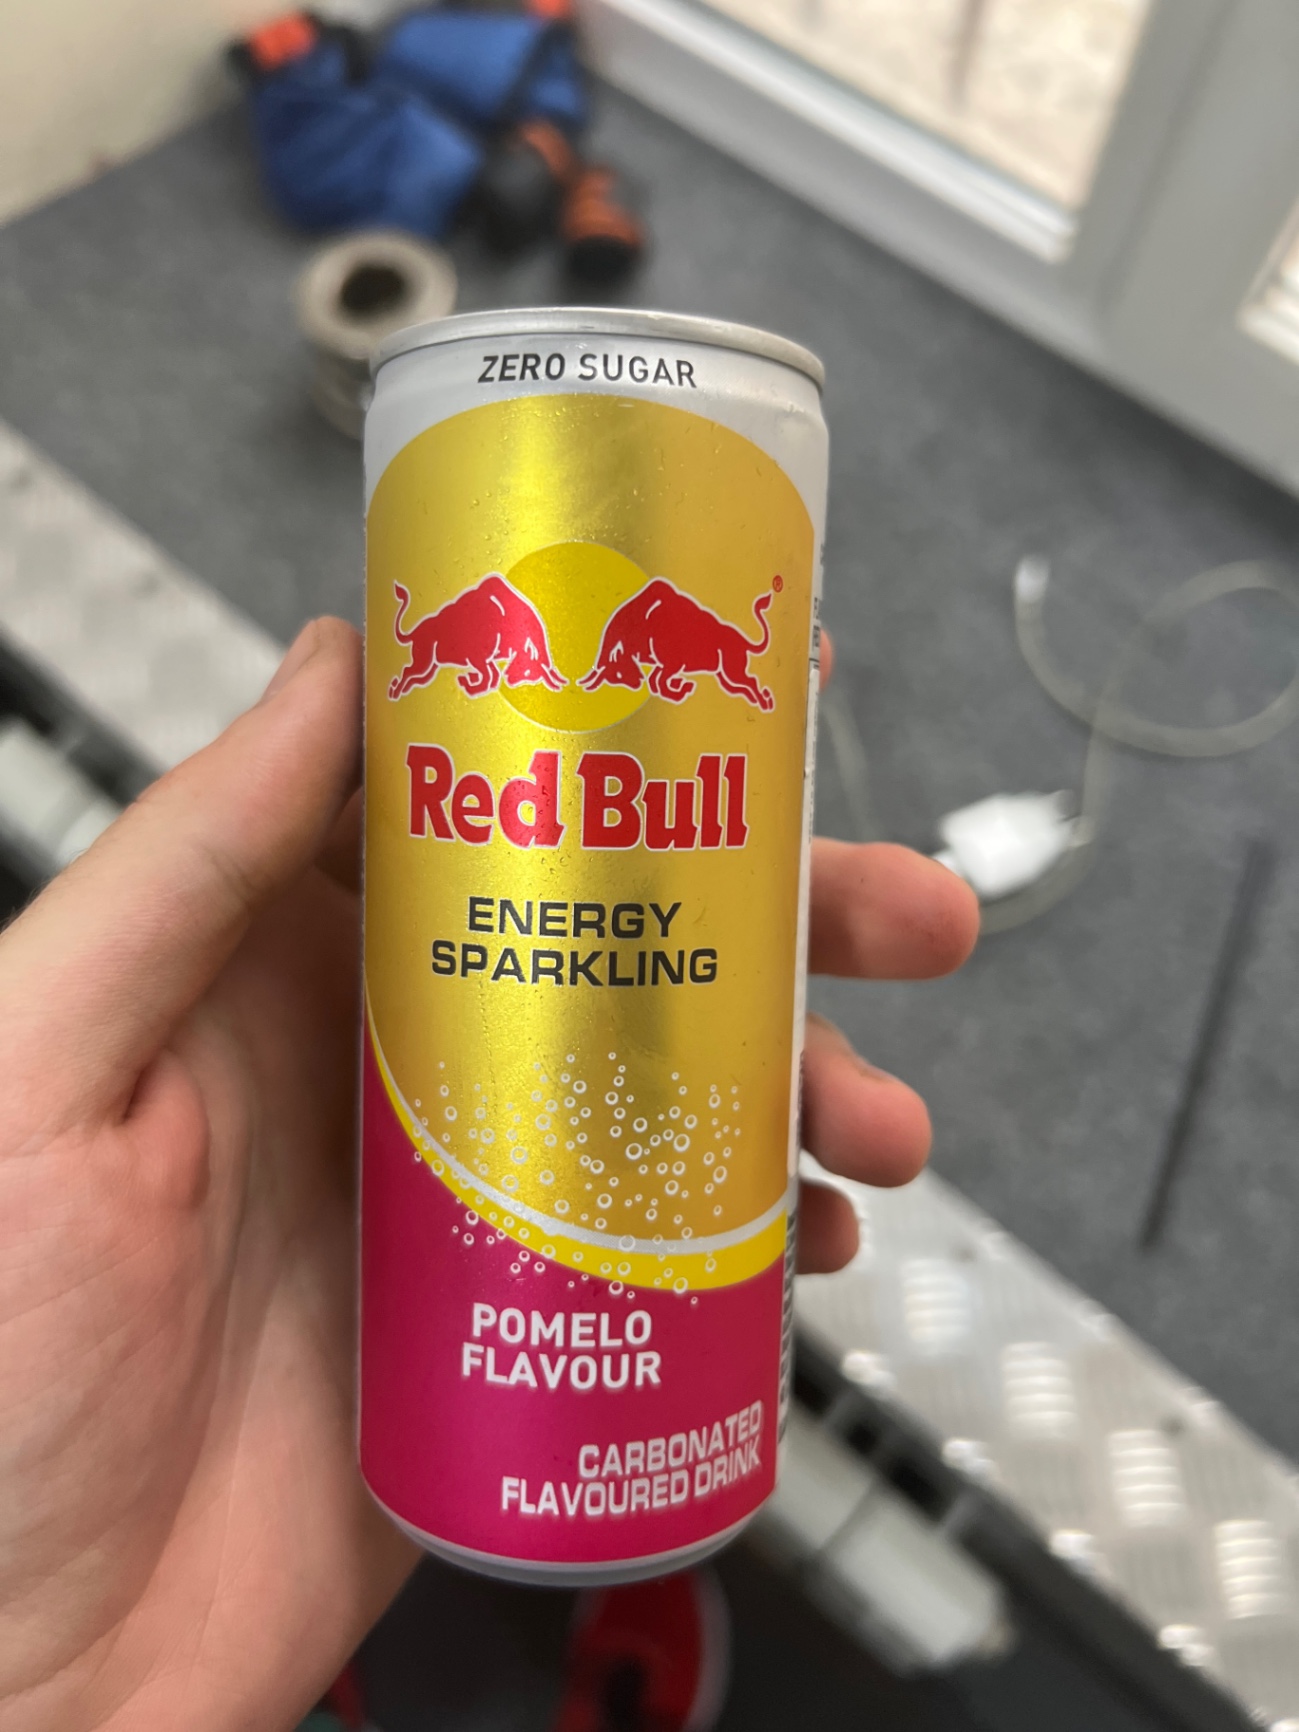 ZERO SUGAR
Red Bull
ENERGY
SPARKLING
POMELO
FLAVOUR
CARBONATED
FLAVOURED DRINK